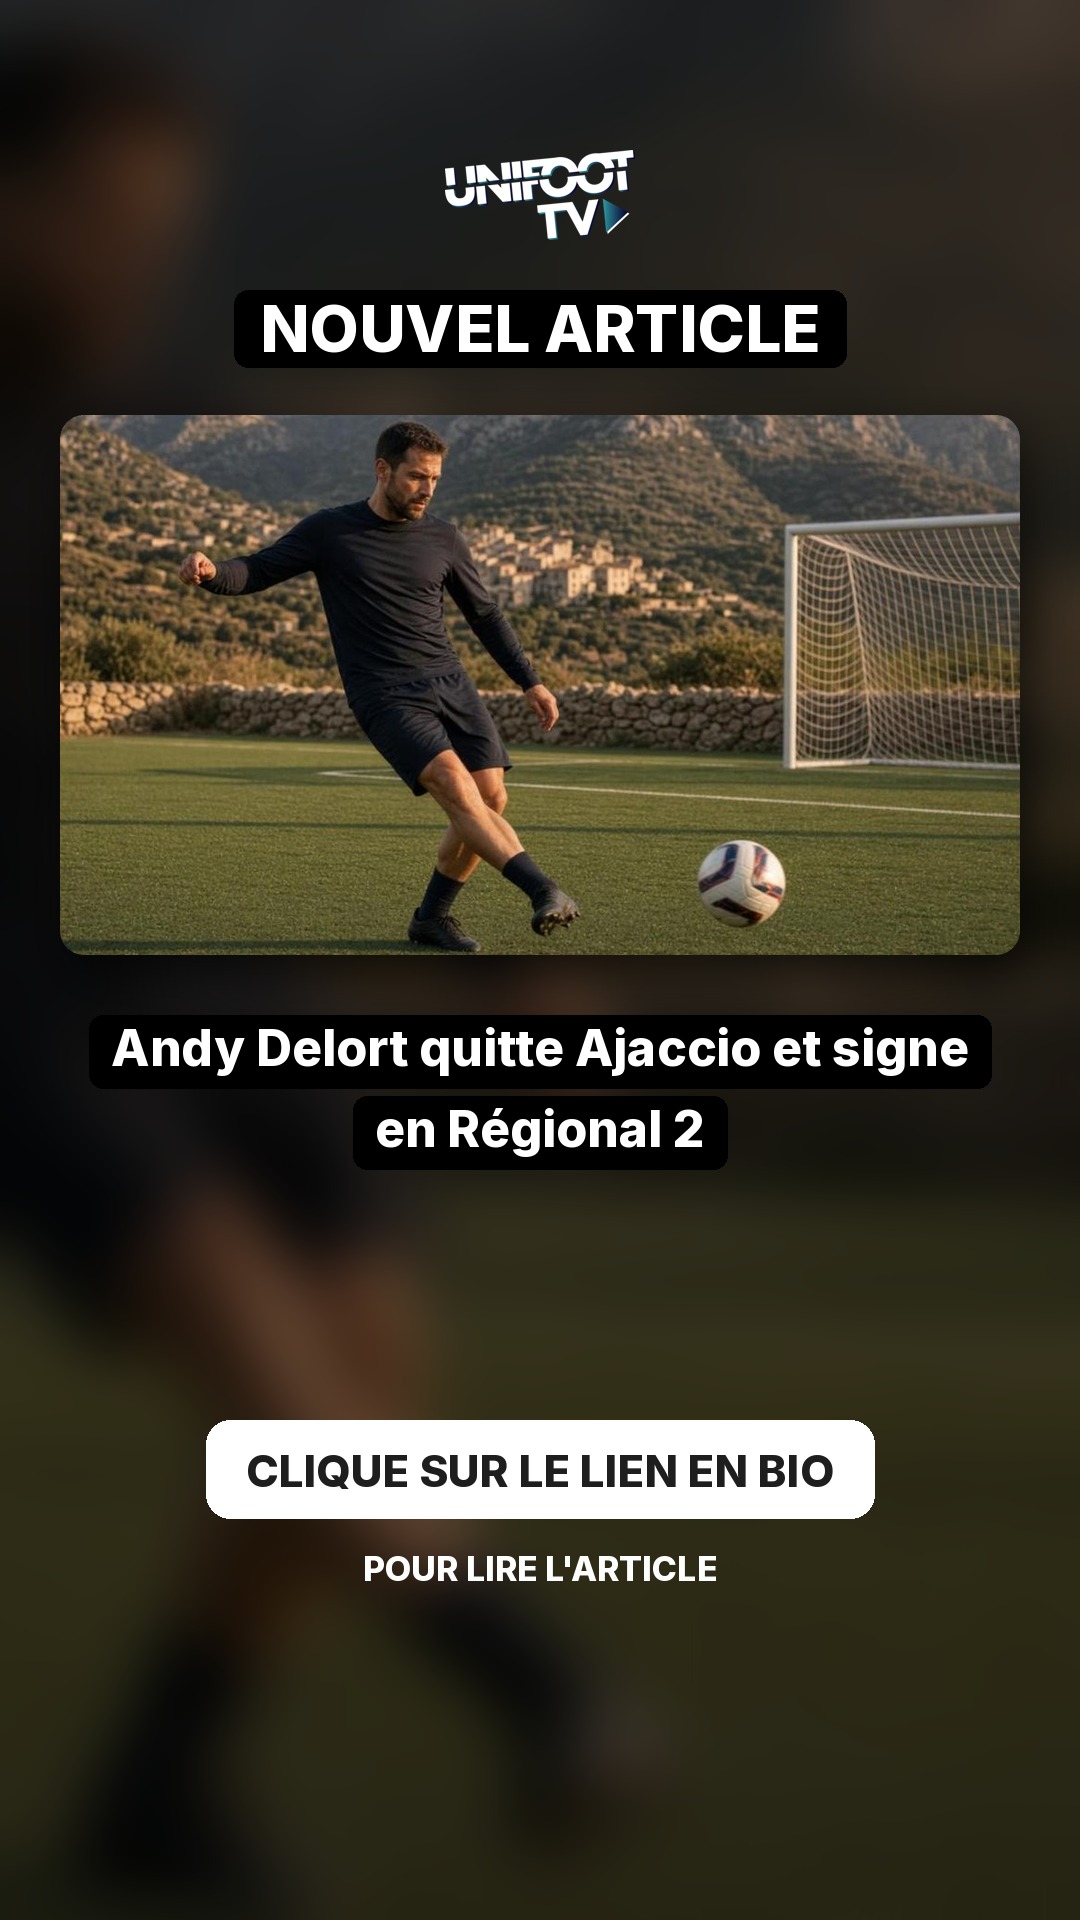 UNIFOOT
TV
NOUVEL ARTICLE
Andy Delort quitte Ajaccio et signe
en Régional 2
CLIQUE SUR LE LIEN EN BIO
POUR LIRE L'ARTICLE